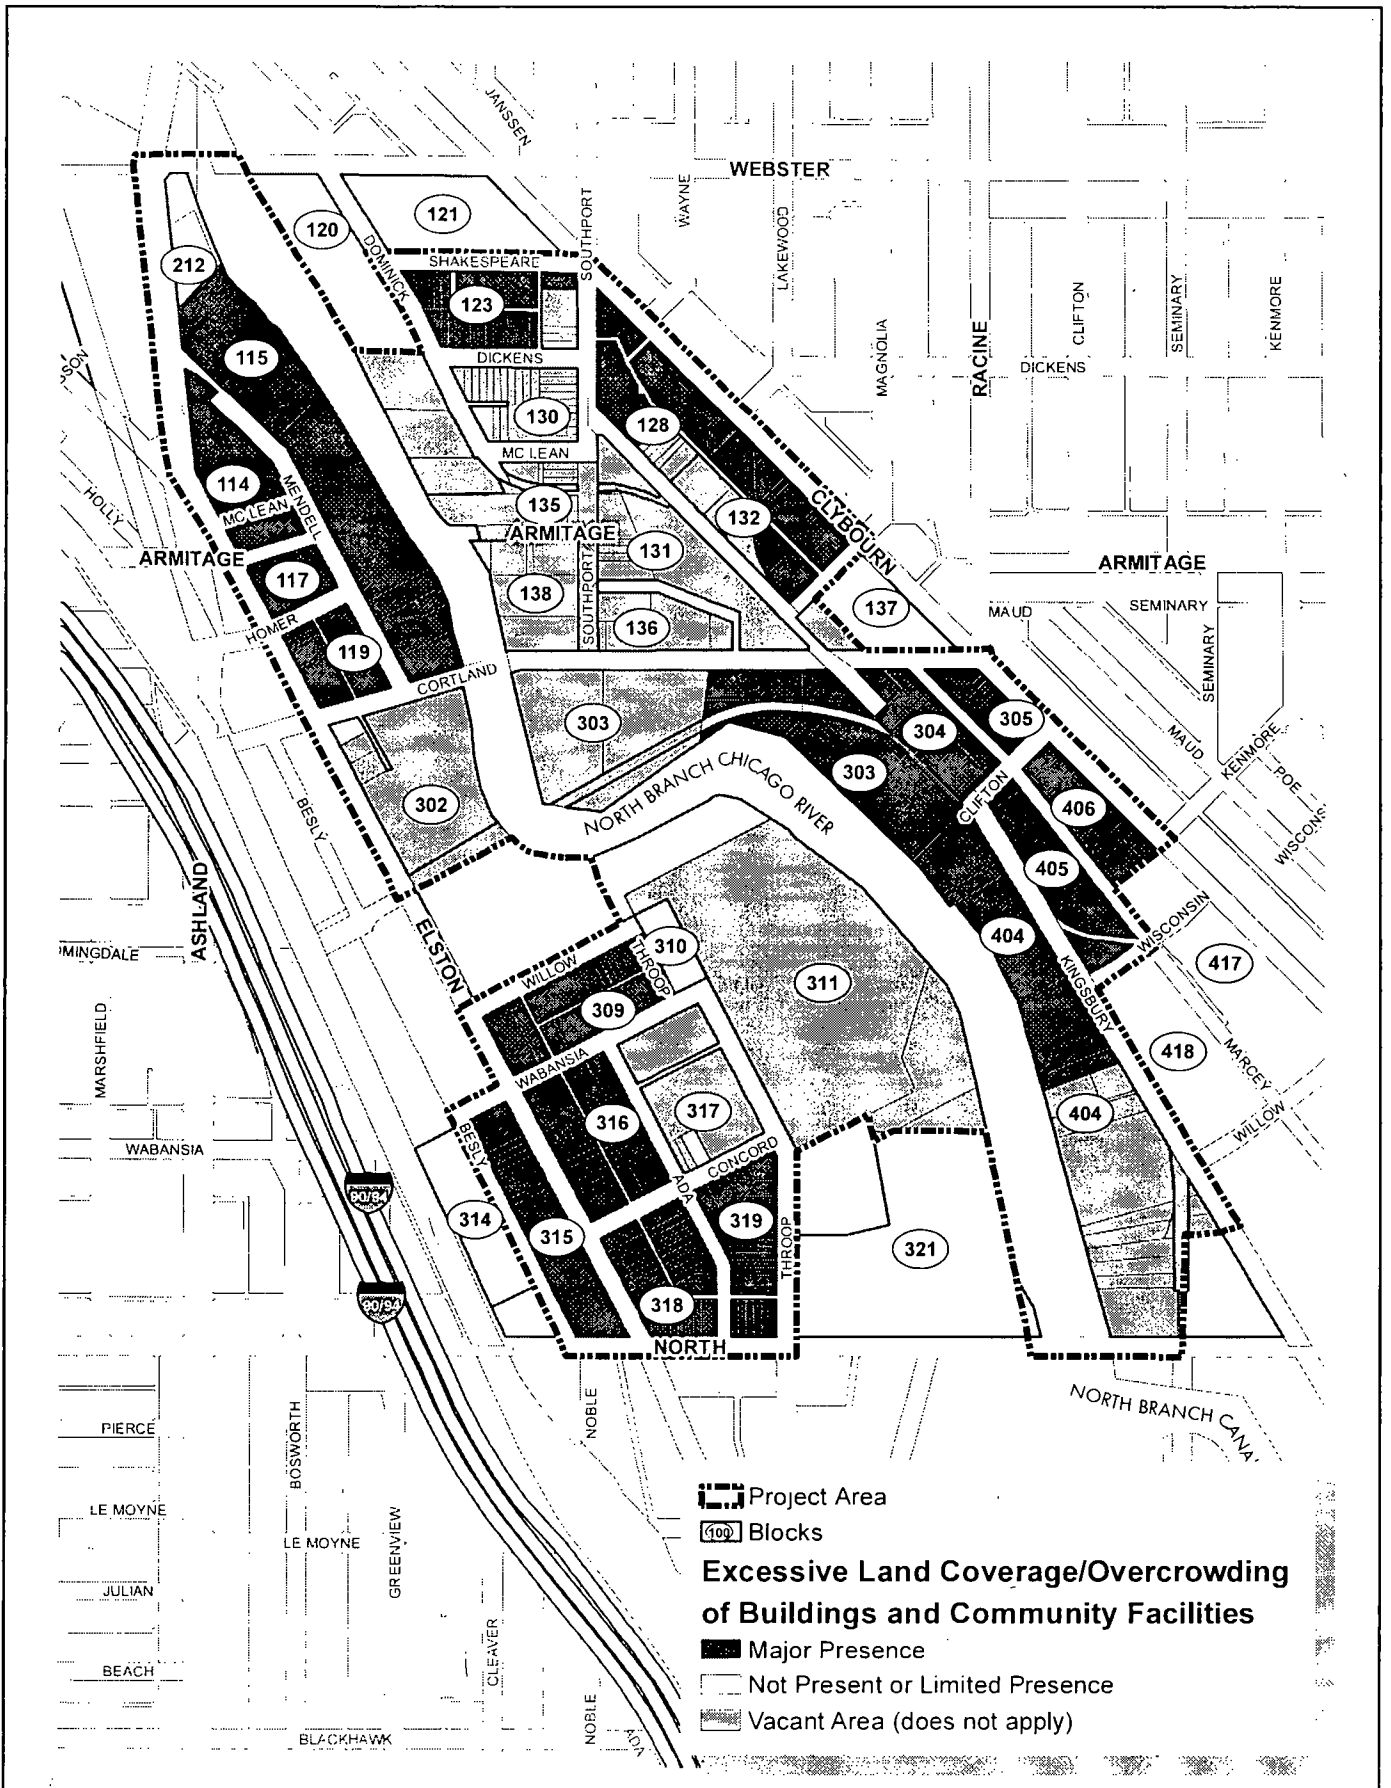 JANSSEN
WEBSTER
SOUTHPORT
WAYNE
LAKEWOOD
121
120
DOMINICK
SHAKESPEARE
212
123
MAGNOLIA
RACINE
CLIFTON
SEMINARY
KENMORE
115
DICKENS
DICKENS
DSON
130
128
MC LEAN
114
MENDELL
HOLLY
MC LEAN
135
132
CLYBOURN
ARMITAGE
ARMITAGE
SOUTHPORT
131
ARMITAGE
117
138
137
MAUD
SEMINARY
HOMER
136
SEMINARY
119
CORTLAND
303
304
305
MAUD
KENMORE
POE
WISCONS
302
NORTH BRANCH CHICAGO RIVER
303
CLIFTON
406
BESLY
ASHLAND
405
ELSTON
WISCONSIN
OMINGDALE
WILLOW
THROOP
310
404
417
311
KINGSBURY
309
MARSHFIELD
WABANSIA
418
MARCEY
316
317
404
WILLOW
BESLY
WABANSIA
CONCORD
ADA
90/94
314
315
319
THROOP
321
90/94
318
NORTH
NOBLE
NORTH BRANCH CANA
PIERCE
BOSWORTH
LE MOYNE
LE MOYNE
GREENVIEW
JULIAN
CLEAVER
BEACH
NOBLE
ADA
BLACKHAWK
Project Area
100 Blocks
Excessive Land Coverage/Overcrowding
of Buildings and Community Facilities
Major Presence
Not Present or Limited Presence
Vacant Area (does not apply)